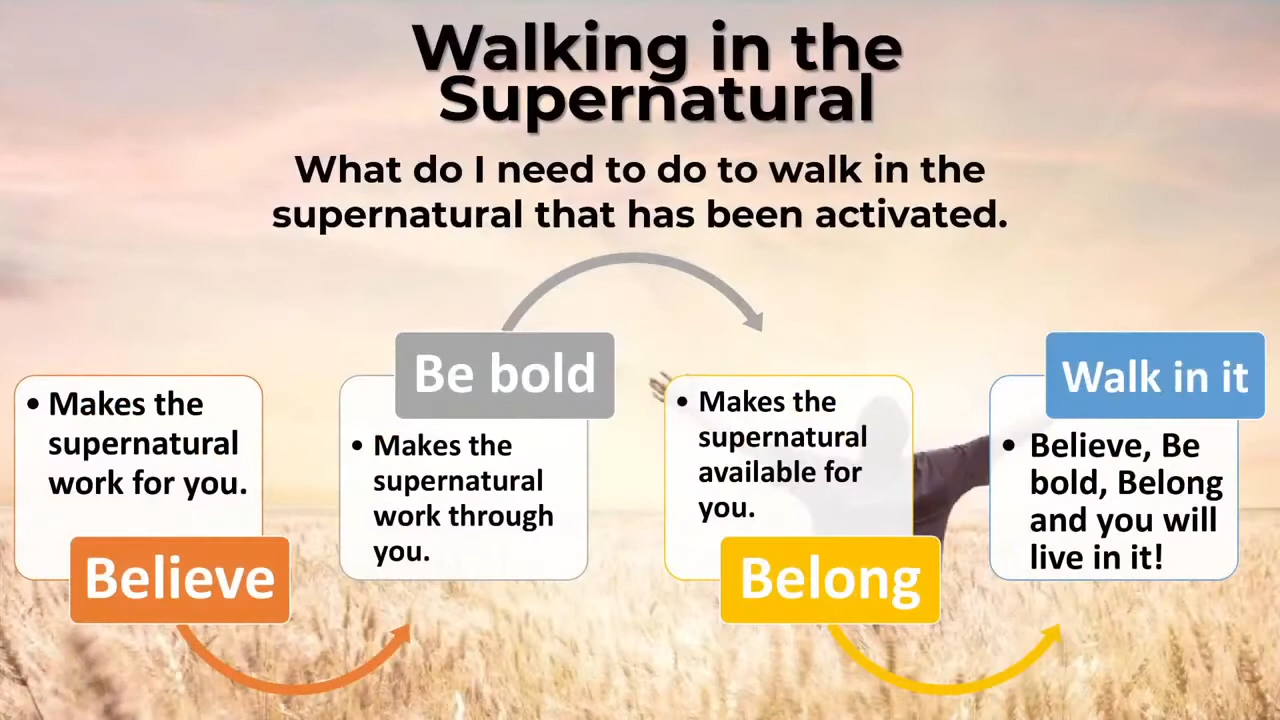 Walking in the
Supernatural
What do I need to do to walk in the
supernatural that has been activated.
• Makes the
supernatural
work for you.
Believe
Be bold
• Makes the
supernatural
work through
you.
• Makes the
supernatural
available for
you.
Belong
Walk in it
• Believe, Be
bold, Belong
and you will
live in it!